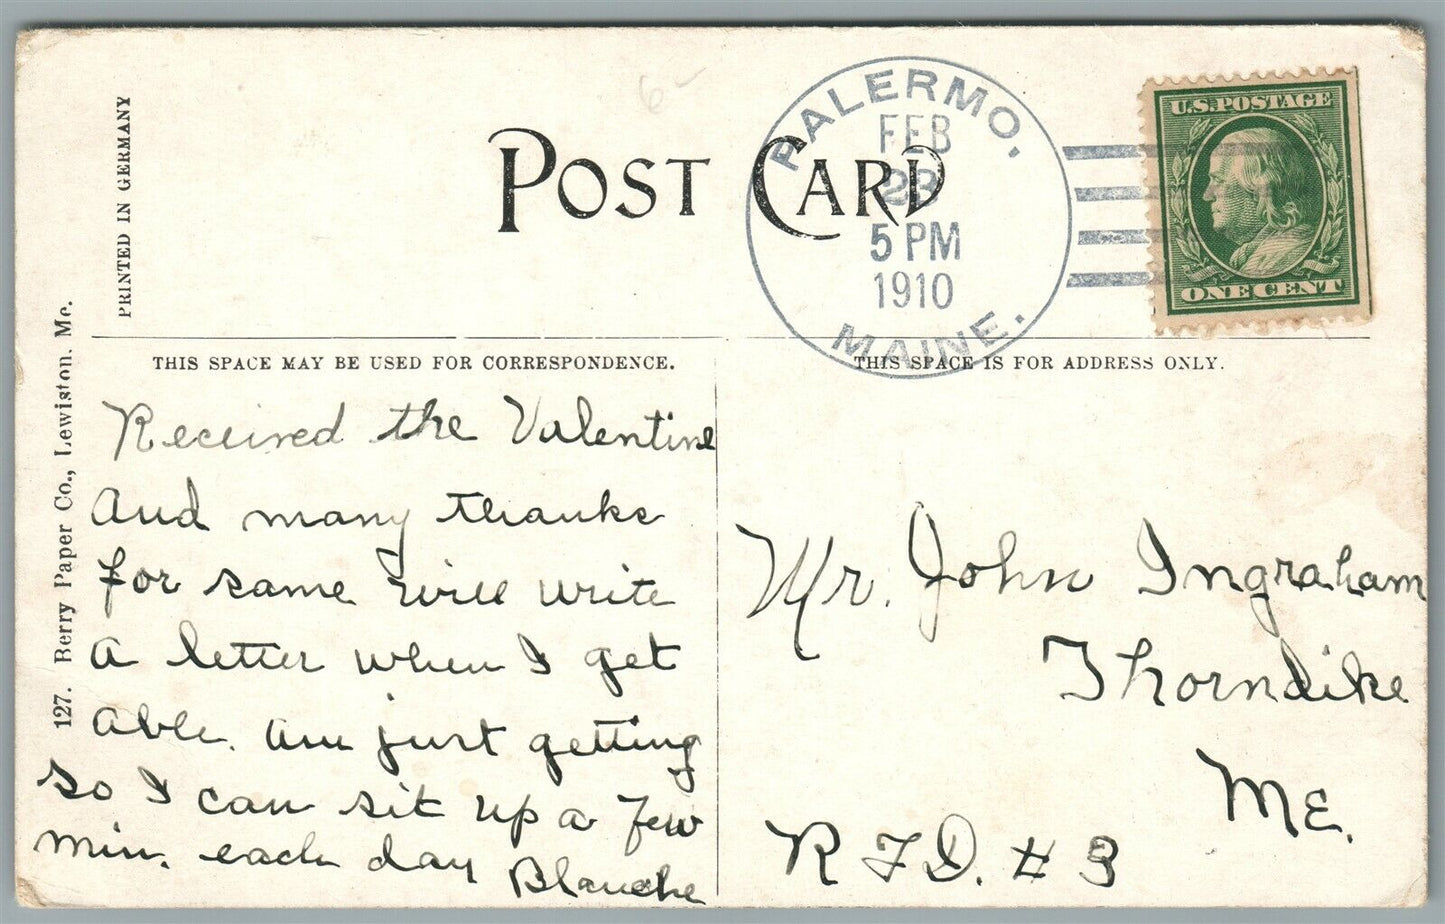 6-
PRINTED IN GERMANY
POST CARD
PALERMO,
FEB
23
5 PM
1910
MAINE.
U.S. POSTAGE
ONE CENT
127. Berry Paper Co., Lewiston. Me.
THIS SPACE MAY BE USED FOR CORRESPONDENCE.
THIS SPACE IS FOR ADDRESS ONLY.
Received the Valentine
and many thanks
for same will write
a letter when I get
able. am just getting
so I can sit up a few
min. each day
Blanche
Mr. John Ingraham
Thorndike
ME.
R F D. # 3